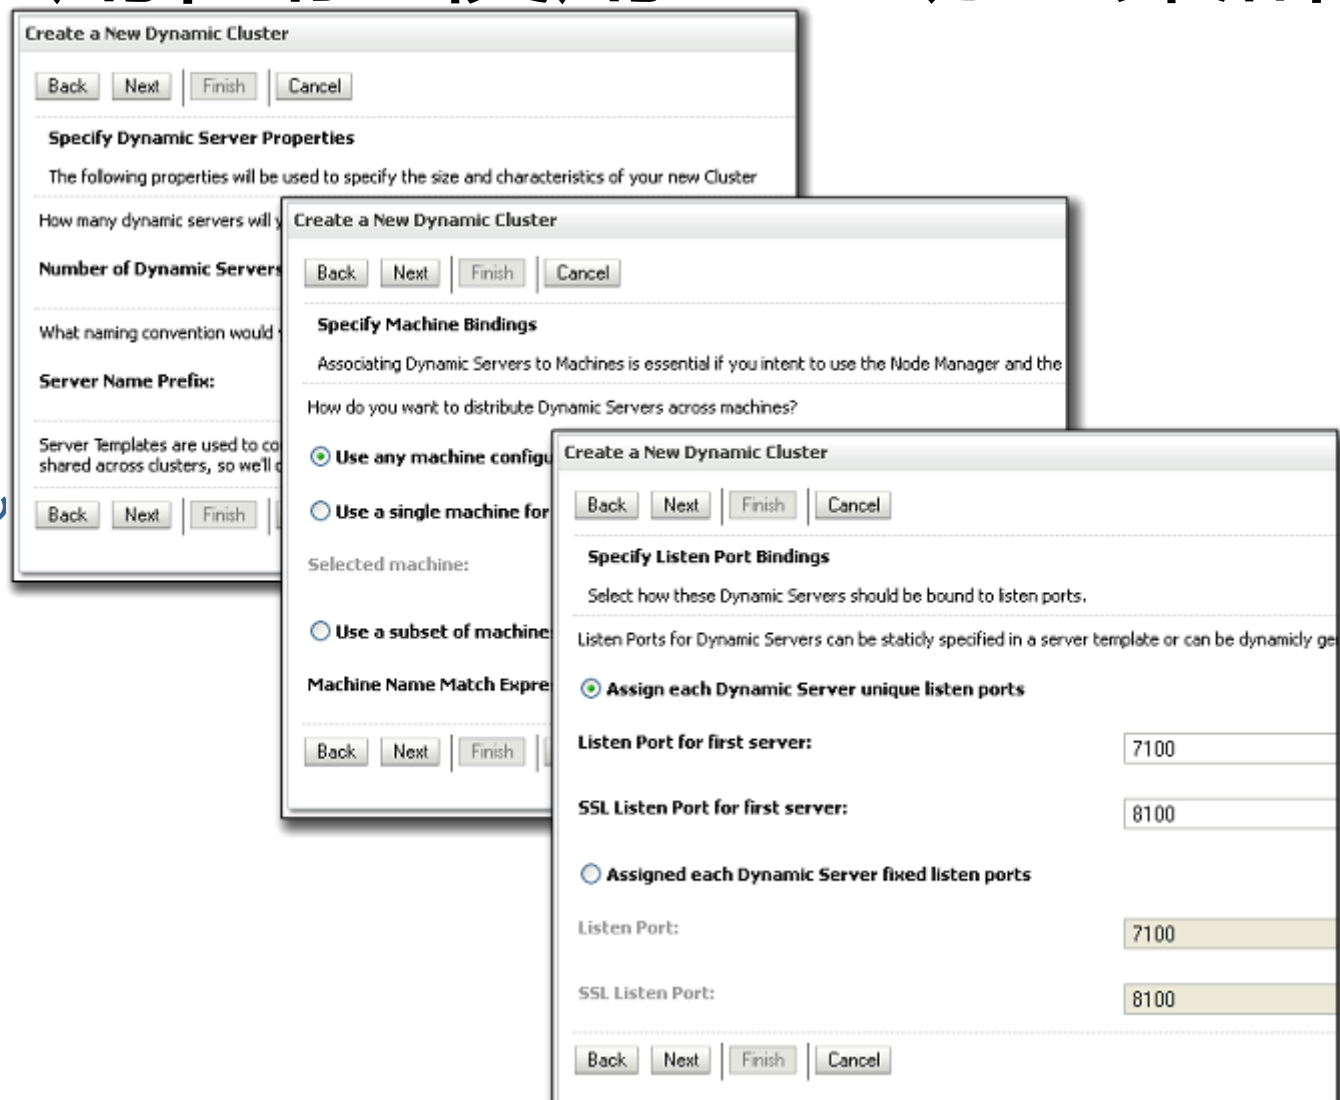 Create a New Dynamic Cluster
Back Next Finish Cancel
Specify Dynamic Server Properties
The following properties will be used to specify the size and characteristics of your new Cluster
How many dynamic servers will
Number of Dynamic Servers
What naming convention would
Server Name Prefix:
Server Templates are used to co
shared across clusters, so we'll
Back Next Finish
Create a New Dynamic Cluster
Back Next Finish Cancel
Specify Machine Bindings
Associating Dynamic Servers to Machines is essential if you intent to use the Node Manager and the
How do you want to distribute Dynamic Servers across machines?
Use any machine configu
Use a single machine for
Selected machine:
Use a subset of machine
Machine Name Match Expre
Back Next Finish
Create a New Dynamic Cluster
Back Next Finish Cancel
Specify Listen Port Bindings
Select how these Dynamic Servers should be bound to listen ports.
Listen Ports for Dynamic Servers can be staticly specified in a server template or can be dynamicly ge
Assign each Dynamic Server unique listen ports
Listen Port for first server: 7100
SSL Listen Port for first server: 8100
Assigned each Dynamic Server fixed listen ports
Listen Port: 7100
SSL Listen Port: 8100
Back Next Finish Cancel